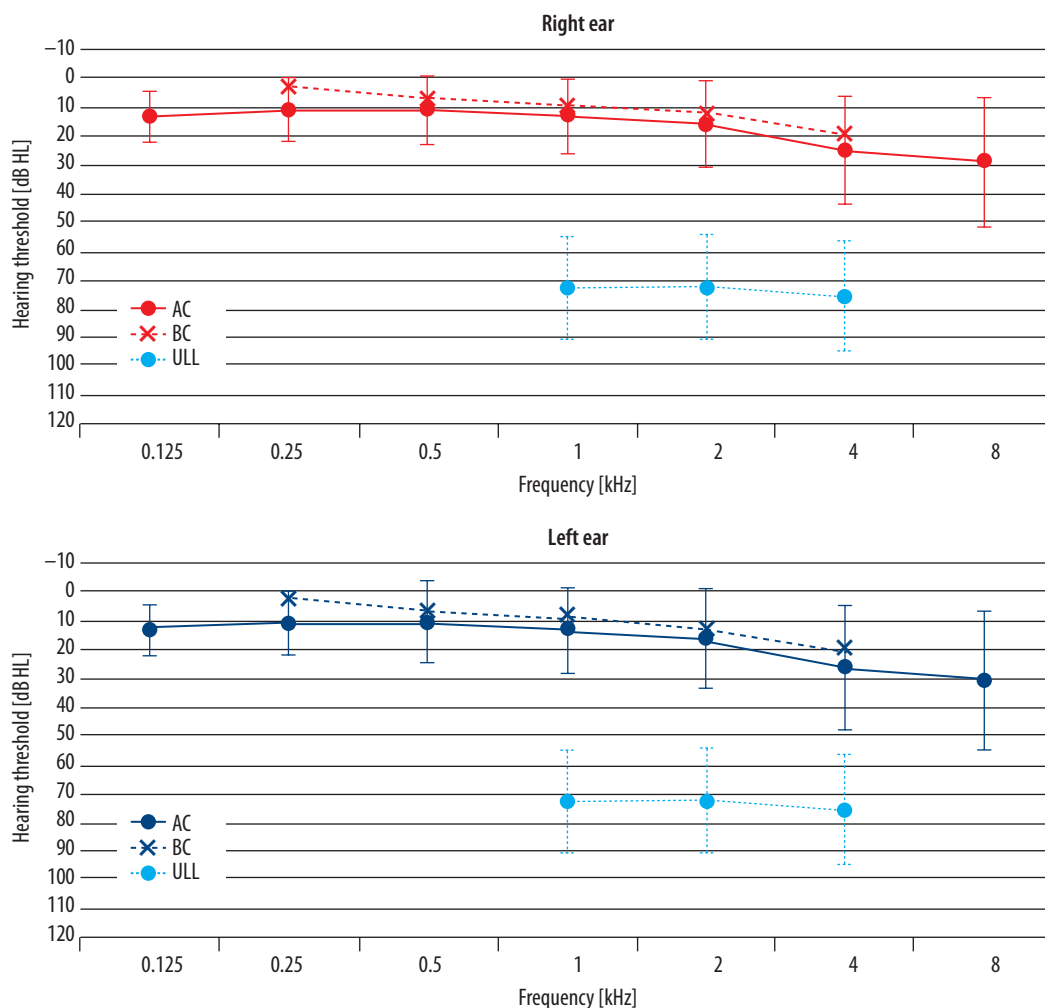 Right ear
Hearing threshold [dB HL]
–10
0
10
20
30
40
50
60
70
80
90
100
110
120
AC
BC
ULL
0.125 0.25 0.5 1 2 4 8
Frequency [kHz]
Left ear
Hearing threshold [dB HL]
–10
0
10
20
30
40
50
60
70
80
90
100
110
120
AC
BC
ULL
0.125 0.25 0.5 1 2 4 8
Frequency [kHz]